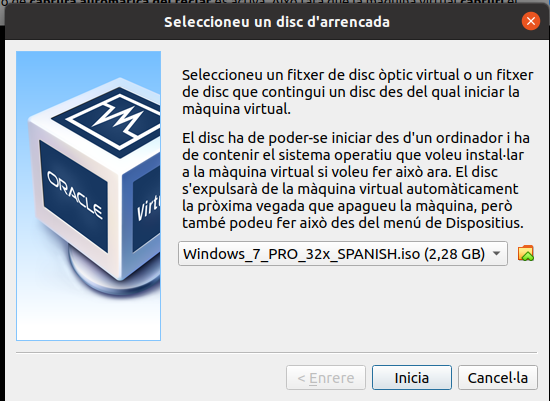 Seleccioneu un disc d'arrencada
Seleccioneu un fitxer de disc òptic virtual o un fitxer
de disc que contingui un disc des del qual iniciar la
màquina virtual.
El disc ha de poder-se iniciar des d'un ordinador i ha
de contenir el sistema operatiu que voleu instal·lar
a la màquina virtual si voleu fer això ara. El disc
s'expulsarà de la màquina virtual automàticament
la pròxima vegada que apagueu la màquina, però
també podeu fer això des del menú de Dispositius.
ORACLE
Virtu
Windows_7_PRO_32x_SPANISH.iso (2,28 GB)
< Enrere
Inicia
Cancel·la